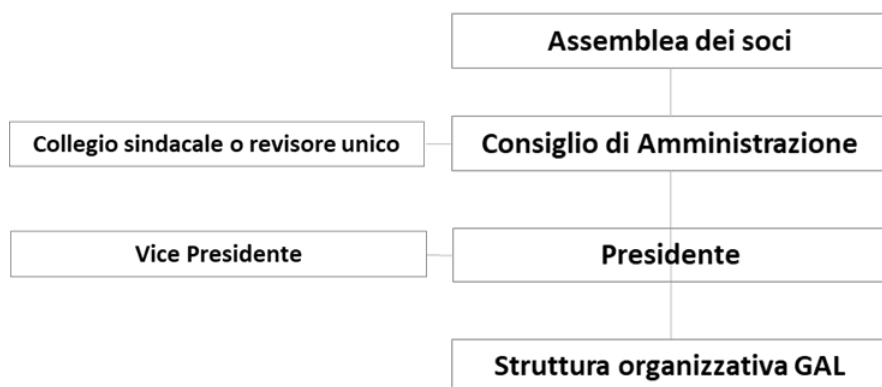 Assemblea dei soci
Collegio sindacale o revisore unico
Consiglio di Amministrazione
Vice Presidente
Presidente
Struttura organizzativa GAL